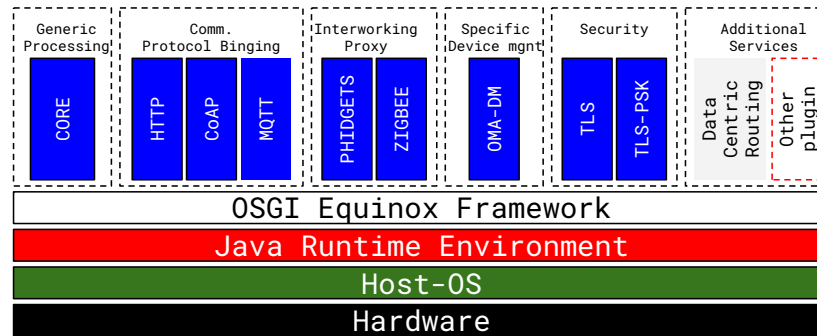 Generic
Processing
CORE
Comm.
Protocol Binging
HTTP
CoAP
MQTT
Interworking
Proxy
PHIDGETS
ZIGBEE
Specific
Device mgnt
OMA-DM
Security
TLS
TLS-PSK
Additional
Services
Data
Centric
Routing
Other
plugin
OSGI Equinox Framework
Java Runtime Environment
Host-OS
Hardware